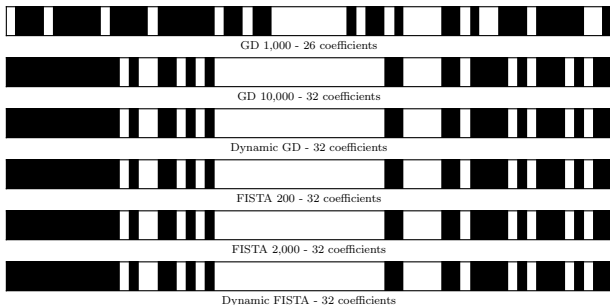 GD 1,000 - 26 coefficients
GD 10,000 - 32 coefficients
Dynamic GD - 32 coefficients
FISTA 200 - 32 coefficients
FISTA 2,000 - 32 coefficients
Dynamic FISTA - 32 coefficients